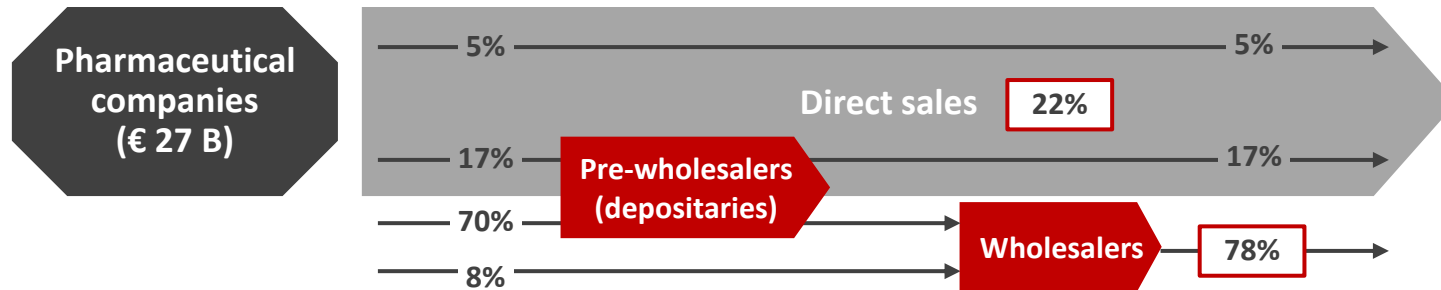 Pharmaceutical
companies
(€ 27 B)
5%
5%
Direct sales
22%
17%
Pre-wholesalers
(depositaries)
17%
70%
Wholesalers
78%
8%